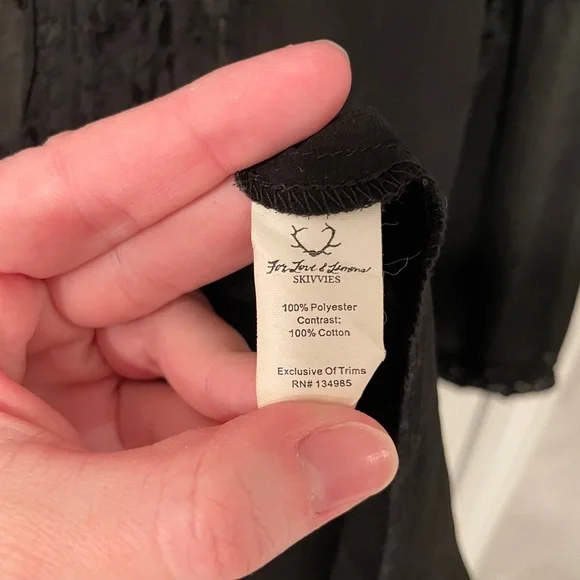 For Love & Lemons
SKIVVIES
100% Polyester
Contrast:
100% Cotton
Exclusive Of Trims
RN# 134985